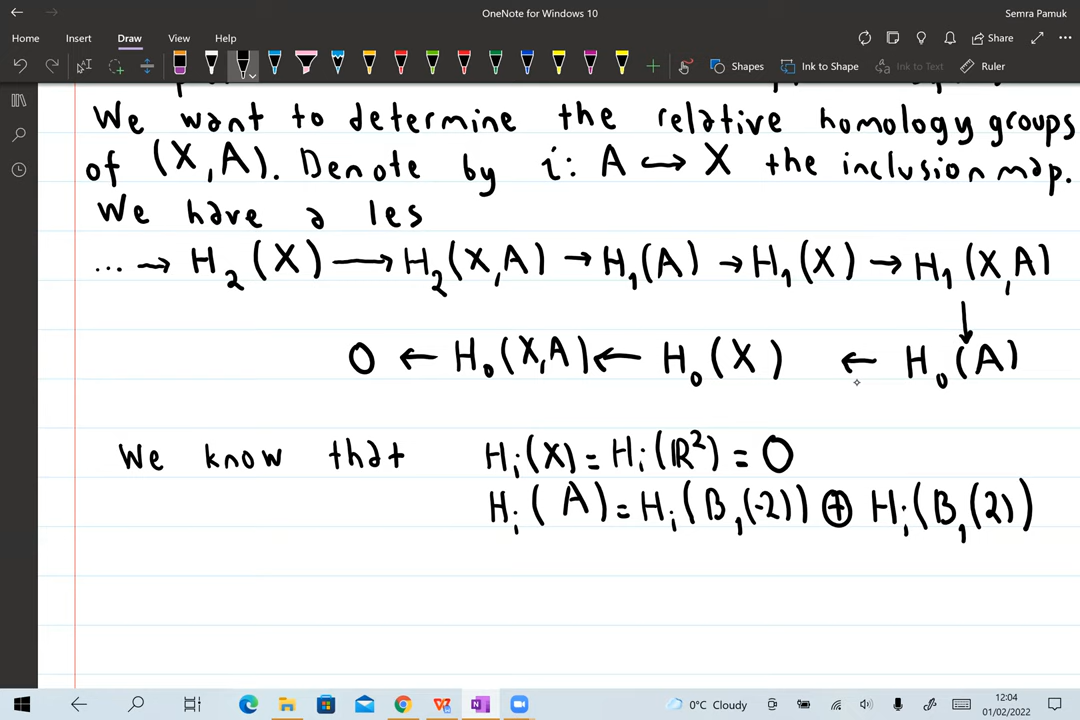 OneNote for Windows 10
Semra Pamuk
Home Insert Draw View Help
Share
Shapes Ink to Shape Ink to Text Ruler
We want to determine the relative homology groups
of (X,A). Denote by i: A ↪ X the inclusion map.
We have a les
... → H₂(X) → H₂(X,A) → H₁(A) → H₁(X) → H₁(X,A)
↓
0 ← H₀(X,A) ← H₀(X) ← H₀(A)
We know that Hᵢ(X) = Hᵢ(ℝ²) = 0
Hᵢ(A) = Hᵢ(B₁(-2)) ⊕ Hᵢ(B₁(2))
0°C Cloudy
12:04
01/02/2022